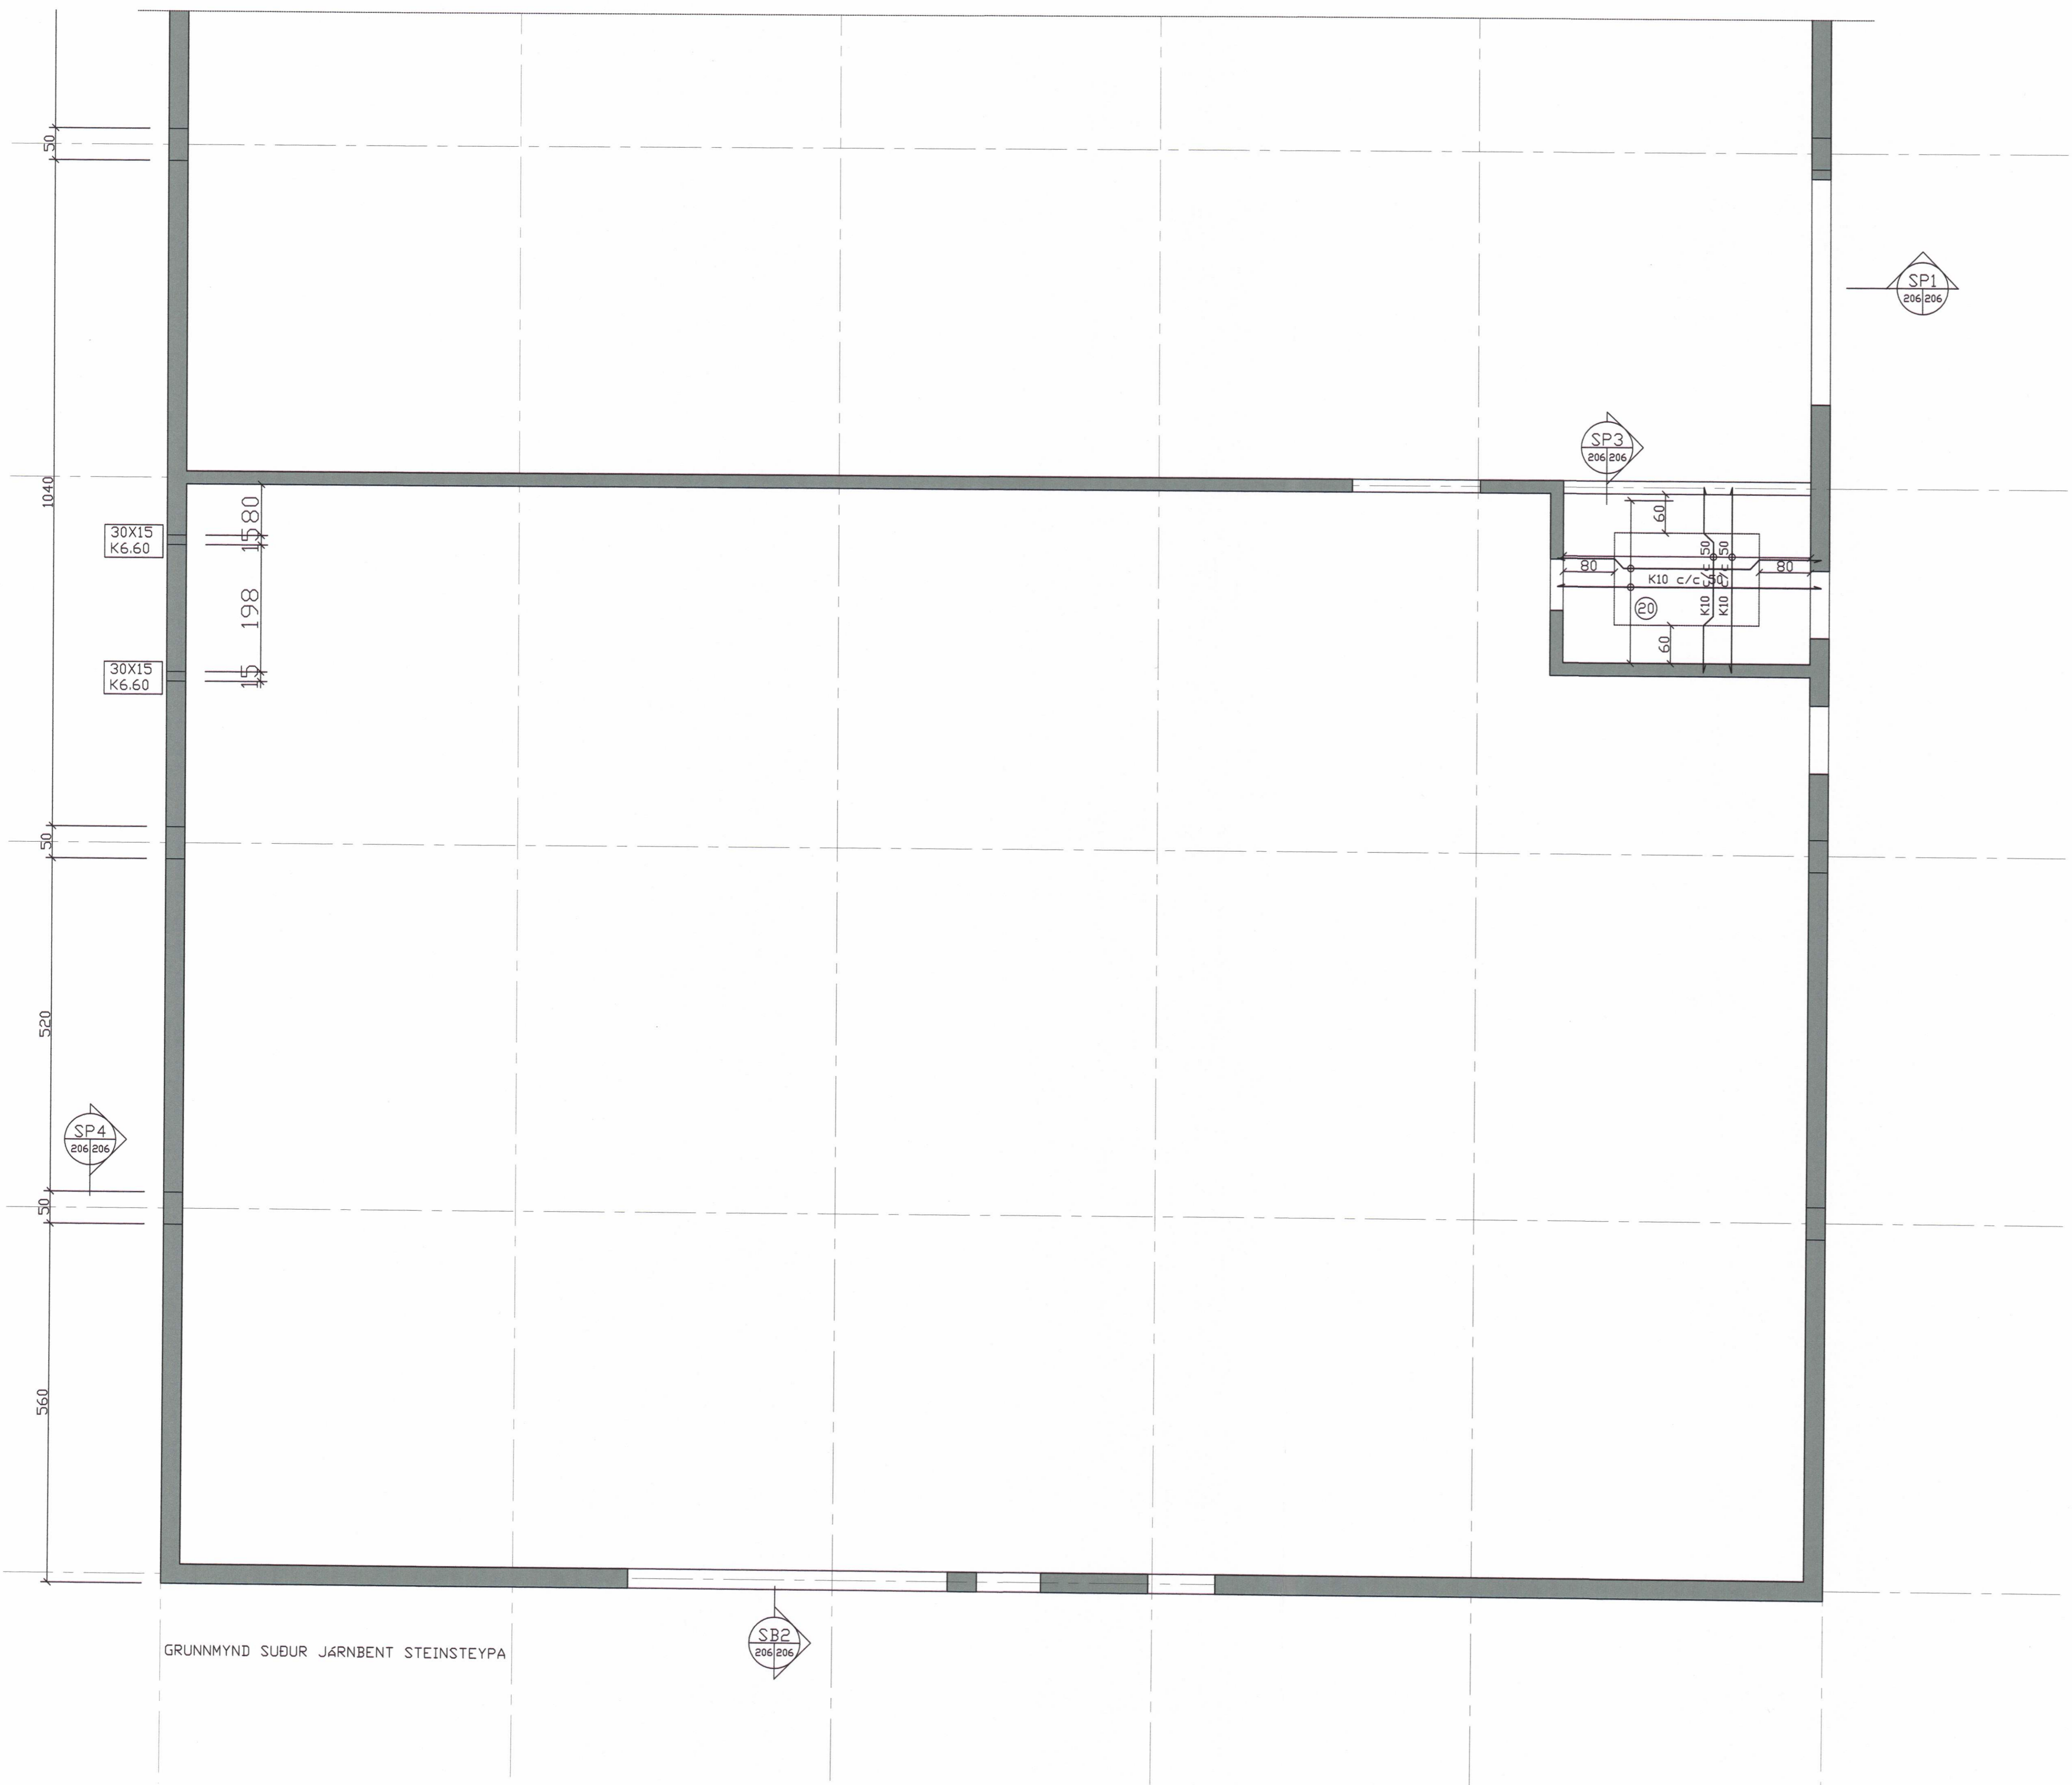 50
SP1
206 206
SP3
206 206
1040
80
15
30X15
K6.60
198
30X15
K6.60
15
60
80
K10 c/c 50
80
K10 c/c 50
K10 c/c 50
20
60
50
520
SP4
206 206
50
560
SB2
206 206
GRUNNMYND SUÐUR JáRNBENT STEINSTEYPA